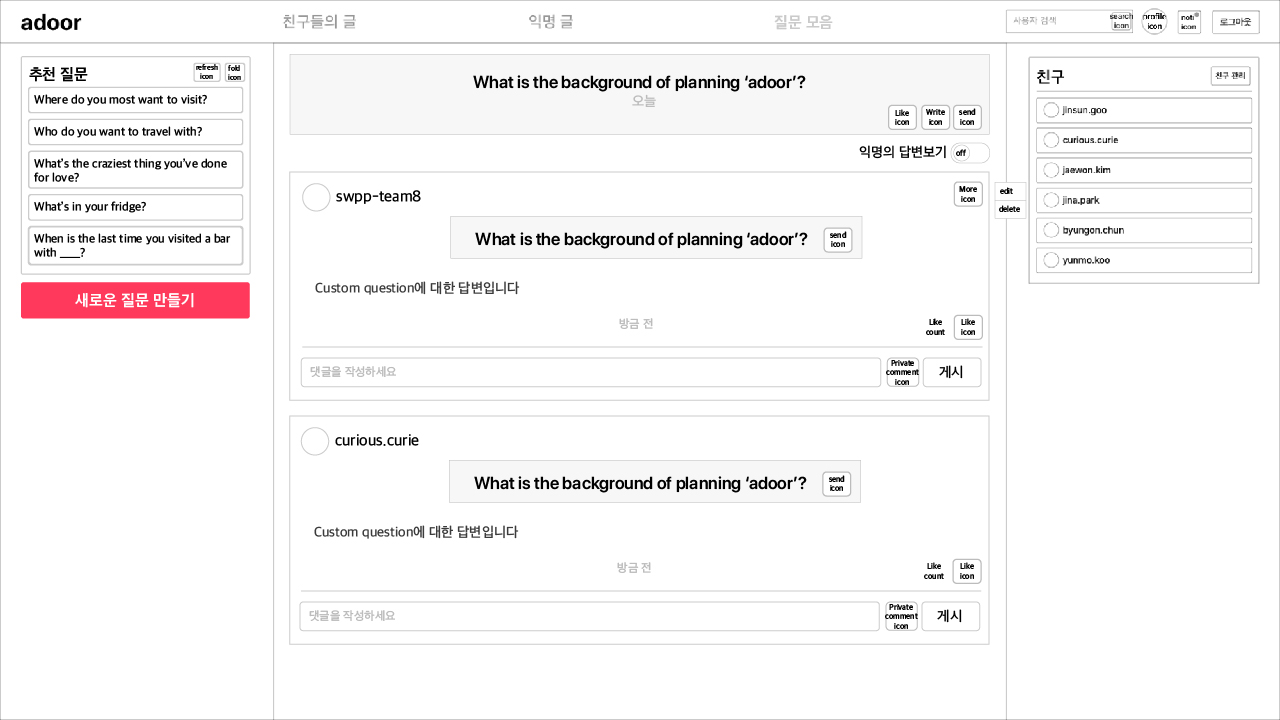 adoor
친구들의 글
익명 글
질문 모음
사용자 검색
search
icon
profile
icon
noti
icon
로그아웃
추천 질문
refresh
icon
fold
icon
Where do you most want to visit?
Who do you want to travel with?
What's the craziest thing you've done
for love?
What's in your fridge?
When is the last time you visited a bar
with ____?
새로운 질문 만들기
What is the background of planning ‘adoor’?
오늘
Like
icon
Write
icon
send
icon
익명의 답변보기
off
swpp-team8
More
icon
edit
delete
What is the background of planning ‘adoor’?
send
icon
Custom question에 대한 답변입니다
방금 전
Like
count
Like
icon
댓글을 작성하세요
Private
comment
icon
게시
curious.curie
What is the background of planning ‘adoor’?
send
icon
Custom question에 대한 답변입니다
방금 전
Like
count
Like
icon
댓글을 작성하세요
Private
comment
icon
게시
친구
친구 관리
jinsun.goo
curious.curie
jaewon.kim
jina.park
byungon.chun
yunmo.koo